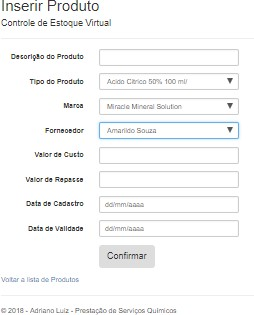 Inserir Produto
Controle de Estoque Virtual
Descrição do Produto
Tipo do Produto Acido Citrico 50% 100 ml/
Maroa Miracle Mineral Solution
Fornecedor Amarildo Souza
Valor de Custo
Valor de Repasse
Data de Cadastro dd/mm/aaaa
Data de Validade dd/mm/aaaa
Confirmar
Voltar a lista de Produtos
© 2018 - Adriano Luiz - Prestação de Serviços Químicos